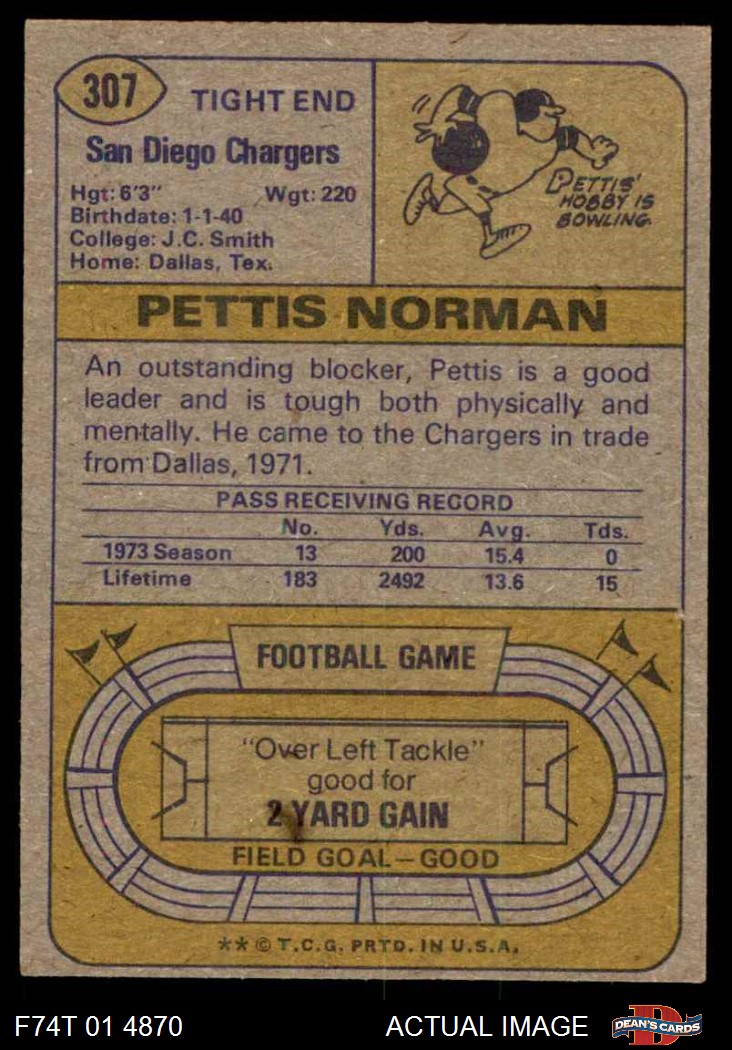 307
TIGHT END
San Diego Chargers
Hgt: 6'3" Wgt: 220
Birthdate: 1-1-40
College: J.C. Smith
Home: Dallas, Tex.
PETTIS'
HOBBY IS
BOWLING.
PETTIS NORMAN
An outstanding blocker, Pettis is a good
leader and is tough both physically and
mentally. He came to the Chargers in trade
from Dallas, 1971.
PASS RECEIVING RECORD
No. Yds. Avg. Tds.
1973 Season 13 200 15.4 0
Lifetime 183 2492 13.6 15
FOOTBALL GAME
"Over Left Tackle"
good for
2 YARD GAIN
FIELD GOAL—GOOD
** © T.C.G. PRTD. IN U.S.A.
F74T 01 4870 ACTUAL IMAGE D DEAN'S CARDS